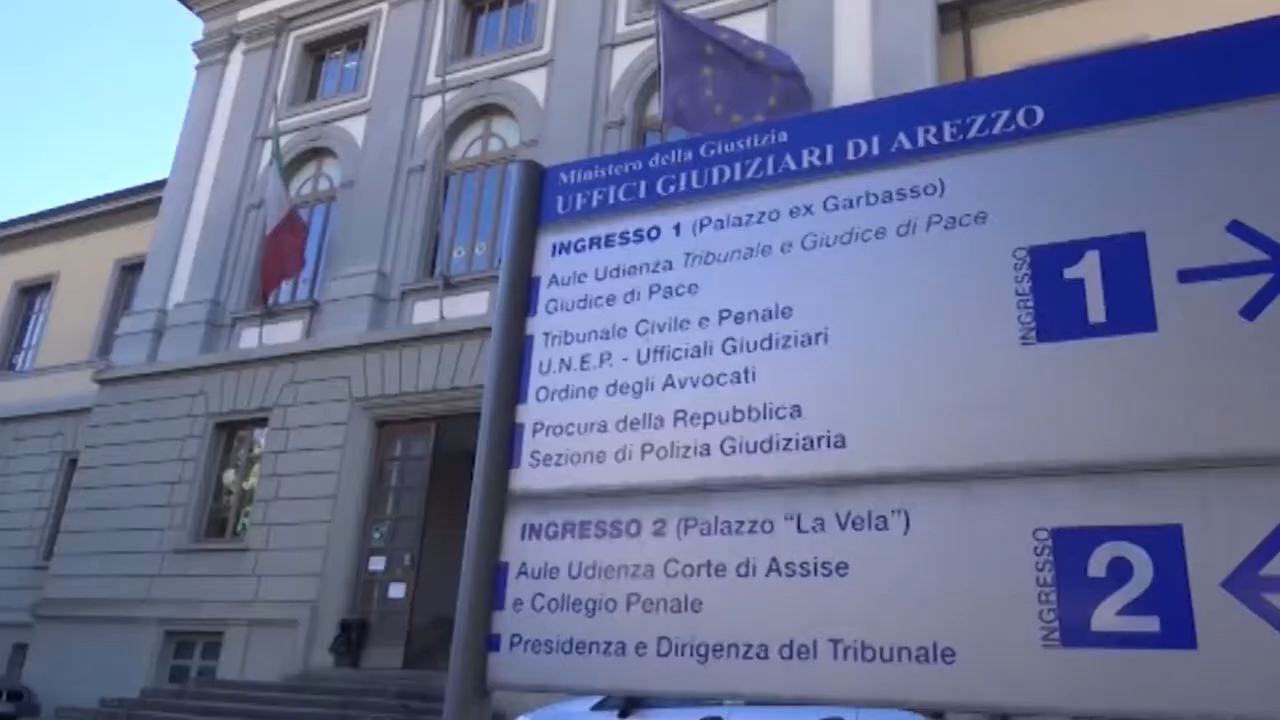 Ministero della Giustizia
UFFICI GIUDIZIARI DI AREZZO
INGRESSO 1 (Palazzo ex Garbasso)
Aule Udienza Tribunale e Giudice di Pace
Giudice di Pace
Tribunale Civile e Penale
U.N.E.P. - Ufficiali Giudiziari
Ordine degli Avvocati
Procura della Repubblica
Sezione di Polizia Giudiziaria
INGRESSO
1
INGRESSO 2 (Palazzo “La Vela”)
Aule Udienza Corte di Assise
e Collegio Penale
Presidenza e Dirigenza del Tribunale
INGRESSO
2